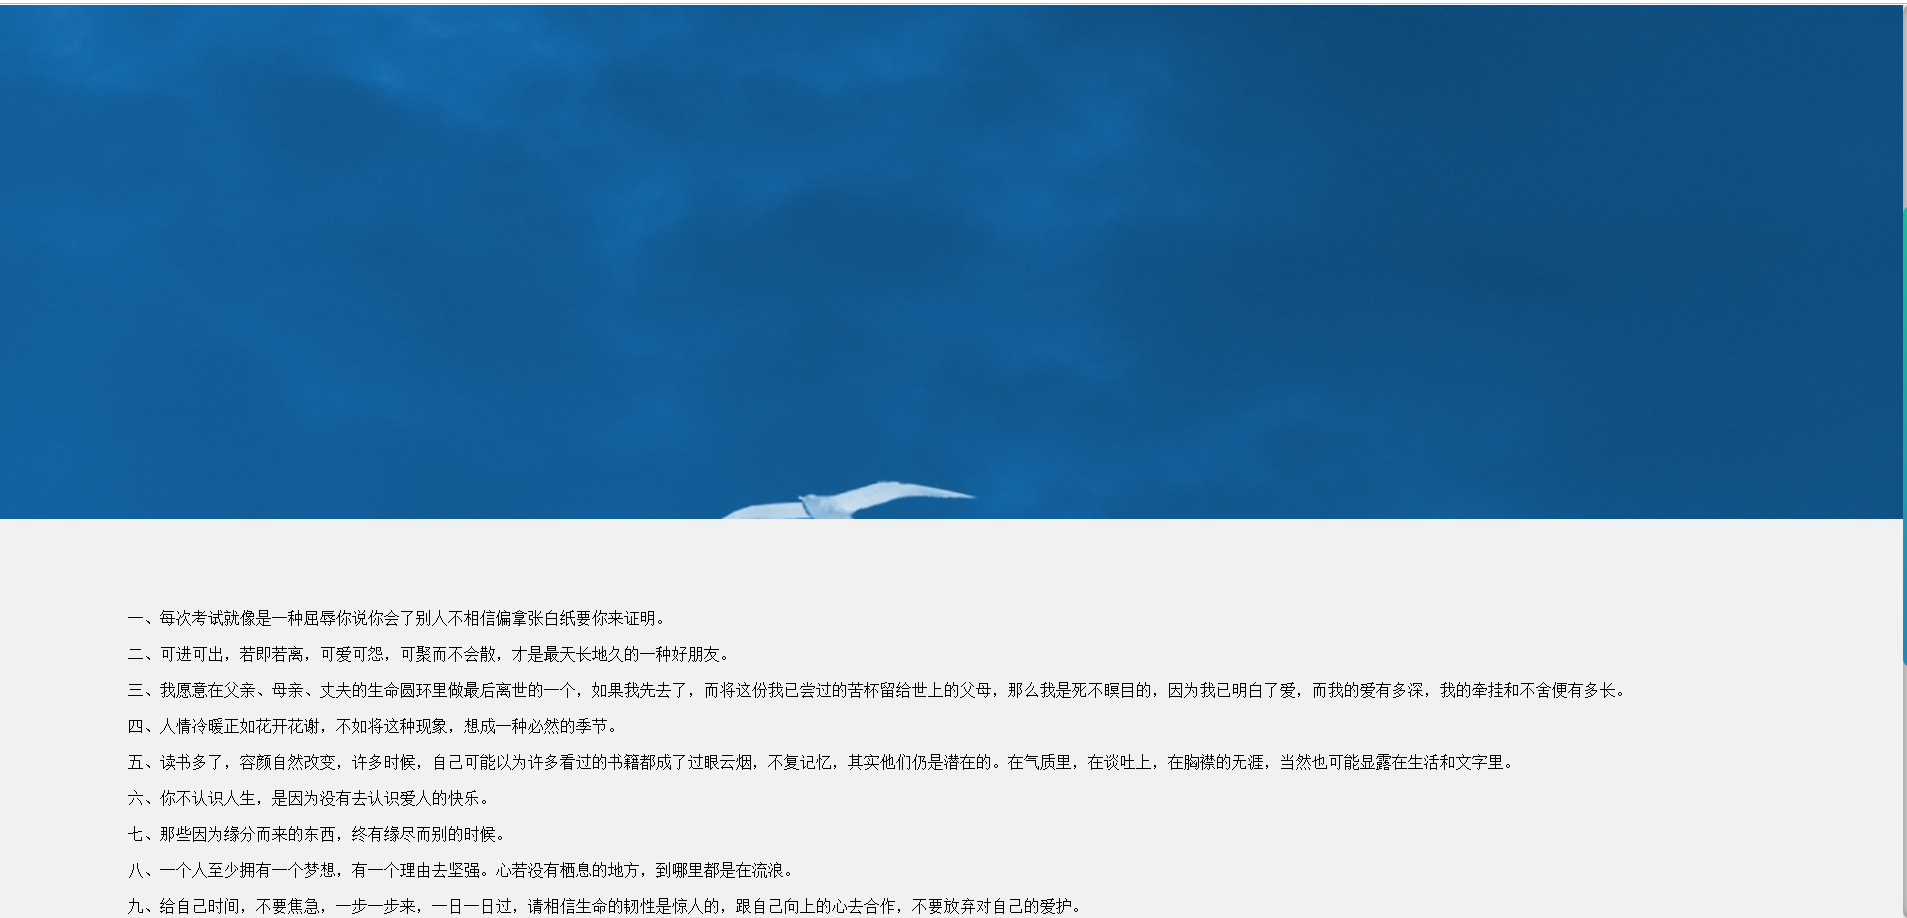 一、每次考试就像是一种屈辱你说你会了别人不相信偏拿张白纸要你来证明。
二、可进可出，若即若离，可爱可怨，可聚而不会散，才是最天长地久的一种好朋友。
三、我愿意在父亲、母亲、丈夫的生命圆环里做最后离世的一个，如果我先去了，而将这份我已尝过的苦杯留给世上的父母，那么我是死不瞑目的，因为我已明白了爱，而我的爱有多深，我的牵挂和不舍便有多长。
四、人情冷暖正如花开花谢，不如将这种现象，想成一种必然的季节。
五、读书多了，容颜自然改变，许多时候，自己可能以为许多看过的书籍都成了过眼云烟，不复记忆，其实他们仍是潜在的。在气质里，在谈吐上，在胸襟的无涯，当然也可能显露在生活和文字里。
六、你不认识人生，是因为没有去认识爱人的快乐。
七、那些因为缘分而来的东西，终有缘尽而别的时候。
八、一个人至少拥有一个梦想，有一个理由去坚强。心若没有栖息的地方，到哪里都是在流浪。
九、给自己时间，不要焦急，一步一步来，一日一日过，请相信生命的韧性是惊人的，跟自己向上的心去合作，不要放弃对自己的爱护。